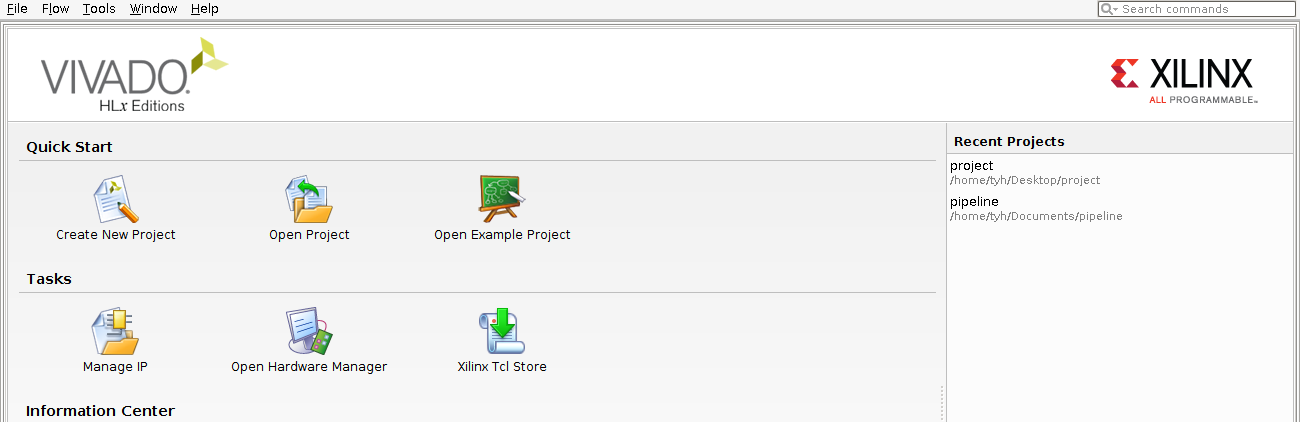 File Flow Tools Window Help
Search commands
VIVADO.
HLx Editions
XILINX
ALL PROGRAMMABLE™
Quick Start
Create New Project
Open Project
Open Example Project
Tasks
Manage IP
Open Hardware Manager
Xilinx Tcl Store
Information Center
Recent Projects
project
/home/tyh/Desktop/project
pipeline
/home/tyh/Documents/pipeline